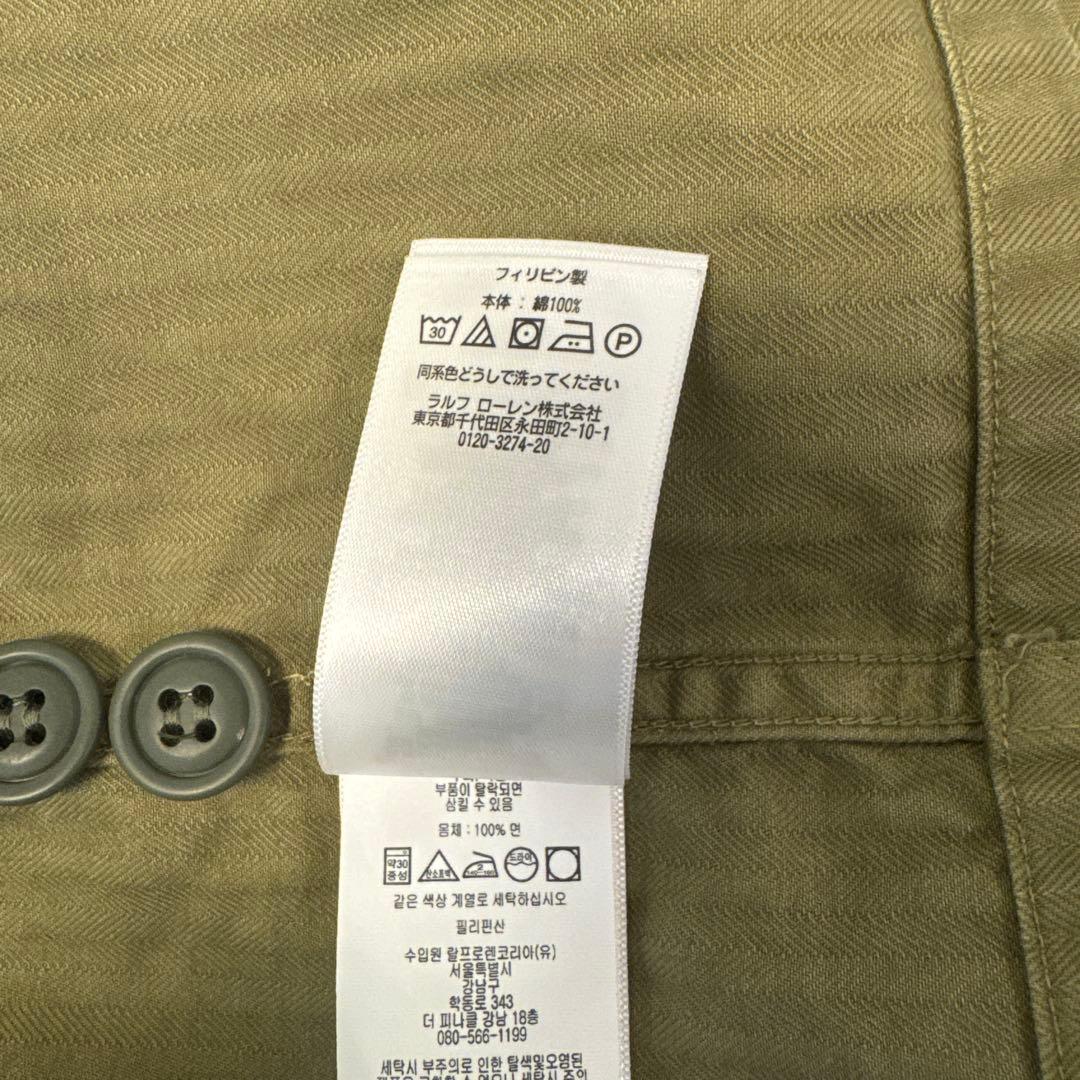 フィリピン製
本体 : 綿100%
30 P
同系色どうしで洗ってください
ラルフ ローレン株式会社
東京都千代田区永田町2-10-1
0120-3274-20
부품이 탈락되면
삼킬 수 있음
몸체 : 100% 면
약30
중성
산소표백
2
140~160
드라이
같은 색상 계열로 세탁하십시오
필리핀산
수입원 랄프로렌코리아(유)
서울특별시
강남구
학동로 343
더 피나클 강남 18층
080-566-1199
세탁시 부주의로 인한 탈색및오염된